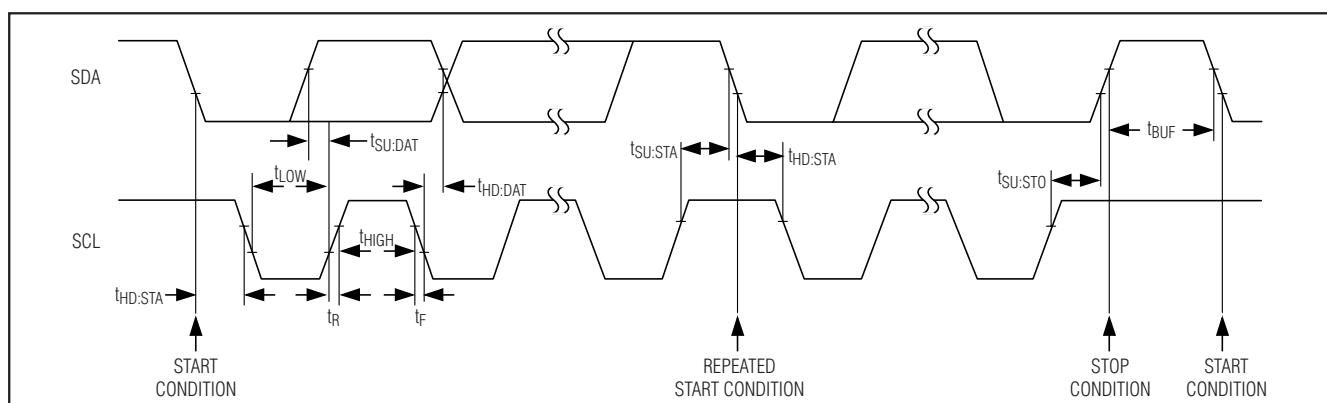 SDA
tSU:DAT
tLOW
tHD:DAT
tSU:STA
tHD:STA
tBUF
tSU:STO
SCL
tHIGH
tHD:STA
tR
tF
START
CONDITION
REPEATED
START CONDITION
STOP
CONDITION
START
CONDITION